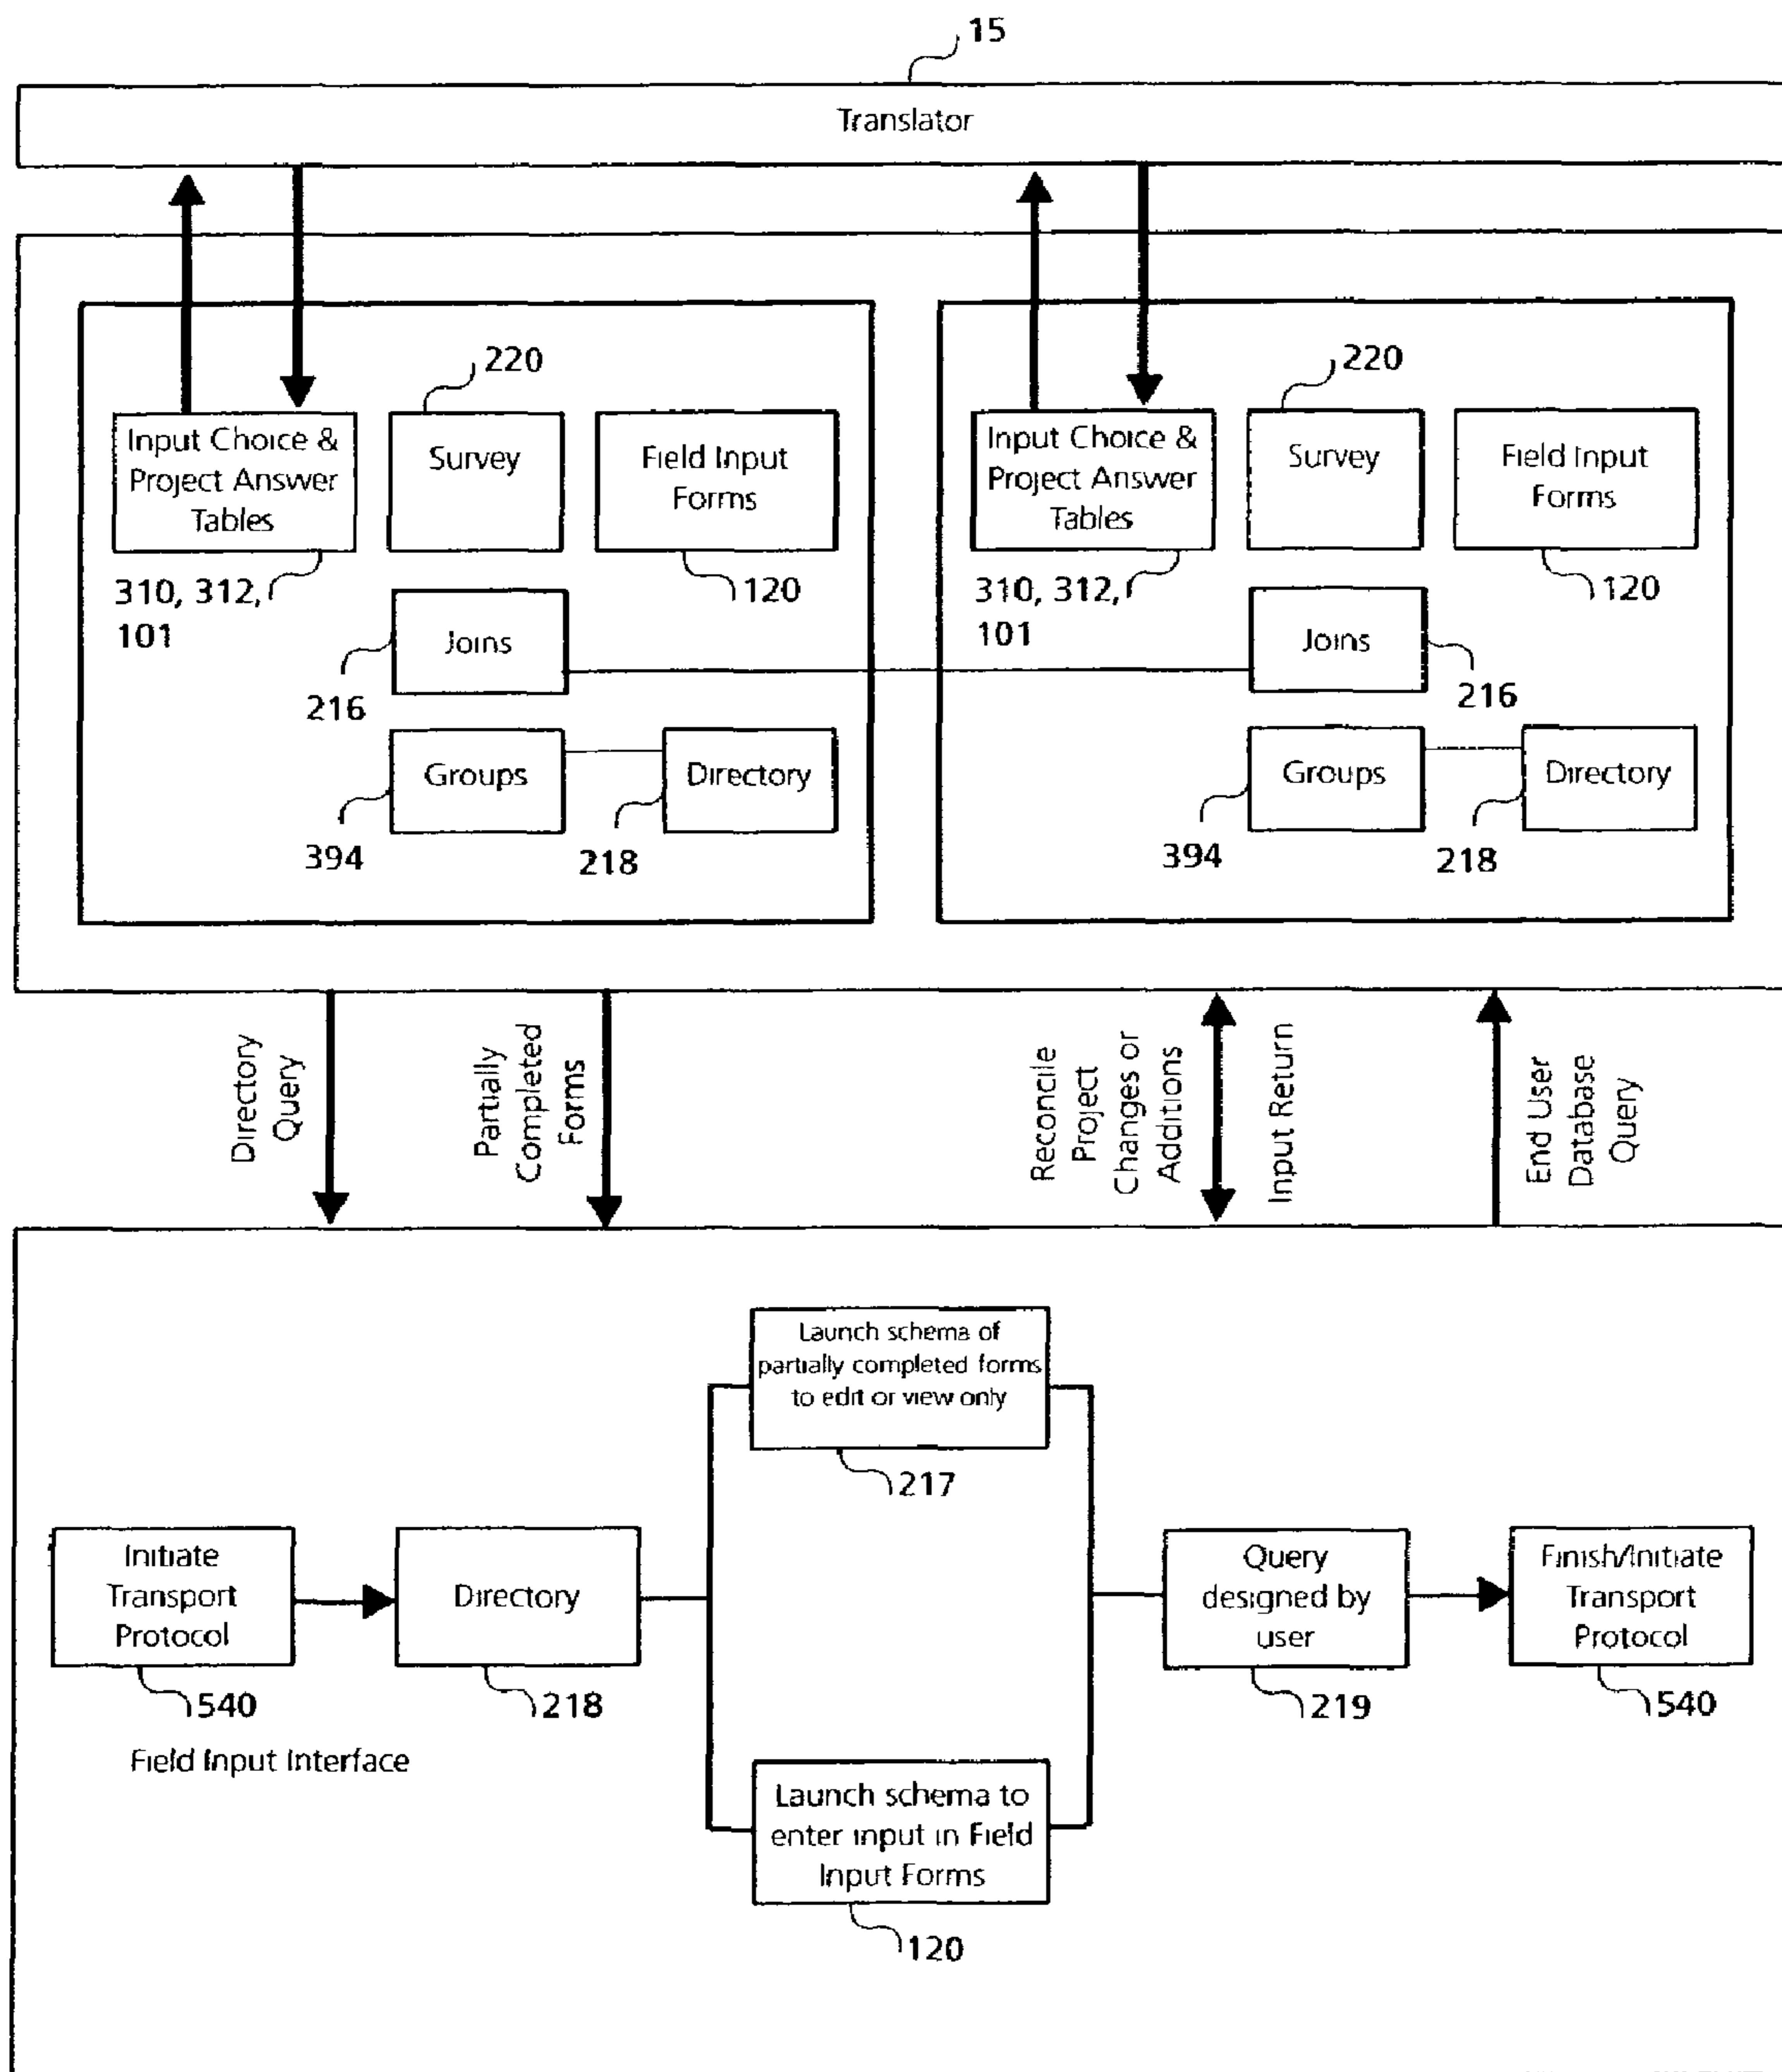 15
Translator
220
220
Input Choice &
Project Answer
Tables
Survey
Field Input
Forms
Input Choice &
Project Answer
Tables
Survey
Field Input
Forms
310, 312,
101
120
310, 312,
101
120
Joins
216
Joins
216
Groups
Directory
394
218
Groups
Directory
394
218
Directory
Query
Partially
Completed
Forms
Reconcile
Project
Changes or
Additions
Input Return
End User
Database
Query
Launch schema of
partially completed forms
to edit or view only
217
Initiate
Transport
Protocol
540
Directory
218
Query
designed by
user
219
Finish/Initiate
Transport
Protocol
540
Field Input Interface
Launch schema to
enter input in Field
Input Forms
120